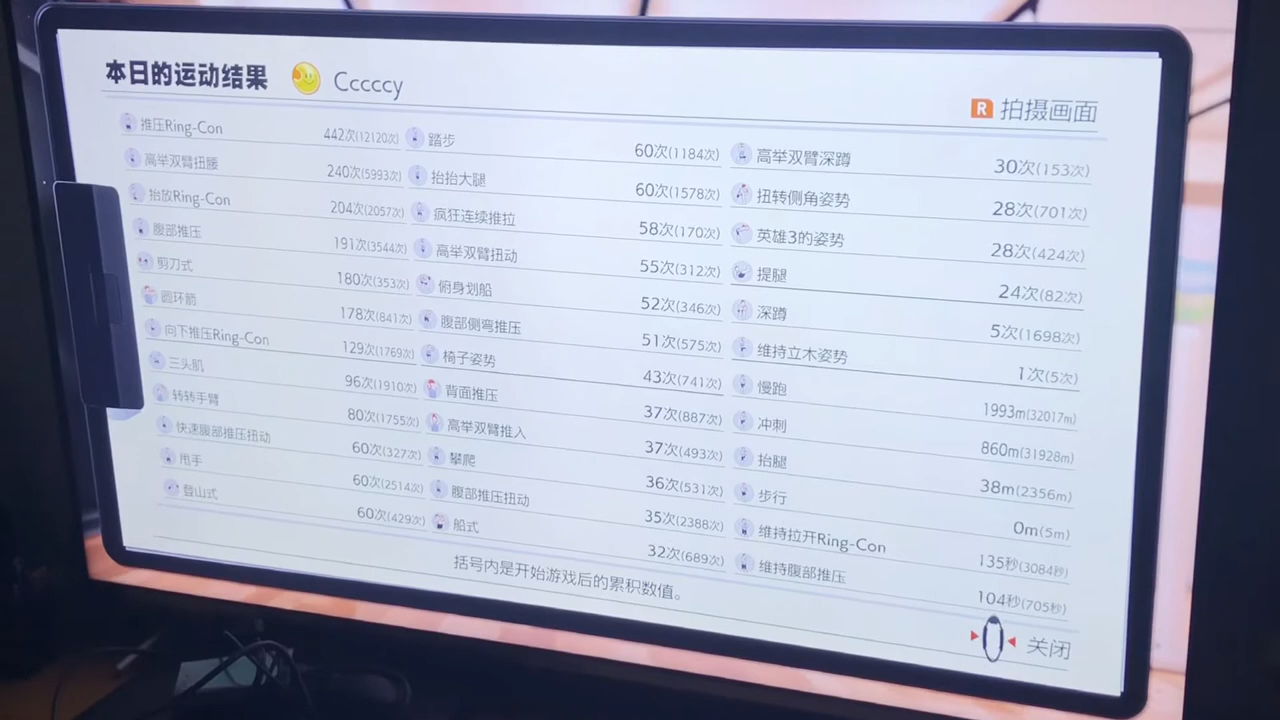 本日的运动结果 Cccccy
R 拍摄画面
推压Ring-Con 442次(12120次)
高举双臂扭腰 240次(5993次)
抬放Ring-Con 204次(2057次)
腹部推压 191次(3544次)
剪刀式 180次(353次)
圆环箭 178次(841次)
向下推压Ring-Con 129次(1769次)
三头肌 96次(1910次)
转转手臂 80次(1755次)
快速腹部推压扭动 60次(327次)
甩手 60次(2514次)
登山式 60次(429次)
踏步 60次(1184次)
抬抬大腿 60次(1578次)
疯狂连续推拉 58次(170次)
高举双臂扭动 55次(312次)
俯身划船 52次(346次)
腹部侧弯推压 51次(575次)
椅子姿势 43次(741次)
背面推压 37次(887次)
高举双臂推入 37次(493次)
攀爬 36次(531次)
腹部推压扭动 35次(2388次)
船式 32次(689次)
高举双臂深蹲 30次(153次)
扭转侧角姿势 28次(701次)
英雄3的姿势 28次(424次)
提腿 24次(82次)
深蹲 5次(1698次)
维持立木姿势 1次(5次)
慢跑 1993m(32017m)
冲刺 860m(31928m)
抬腿 38m(2356m)
步行 0m(5m)
维持拉开Ring-Con 135秒(3084秒)
维持腹部推压 104秒(705秒)
括号内是开始游戏后的累积数值。
关闭